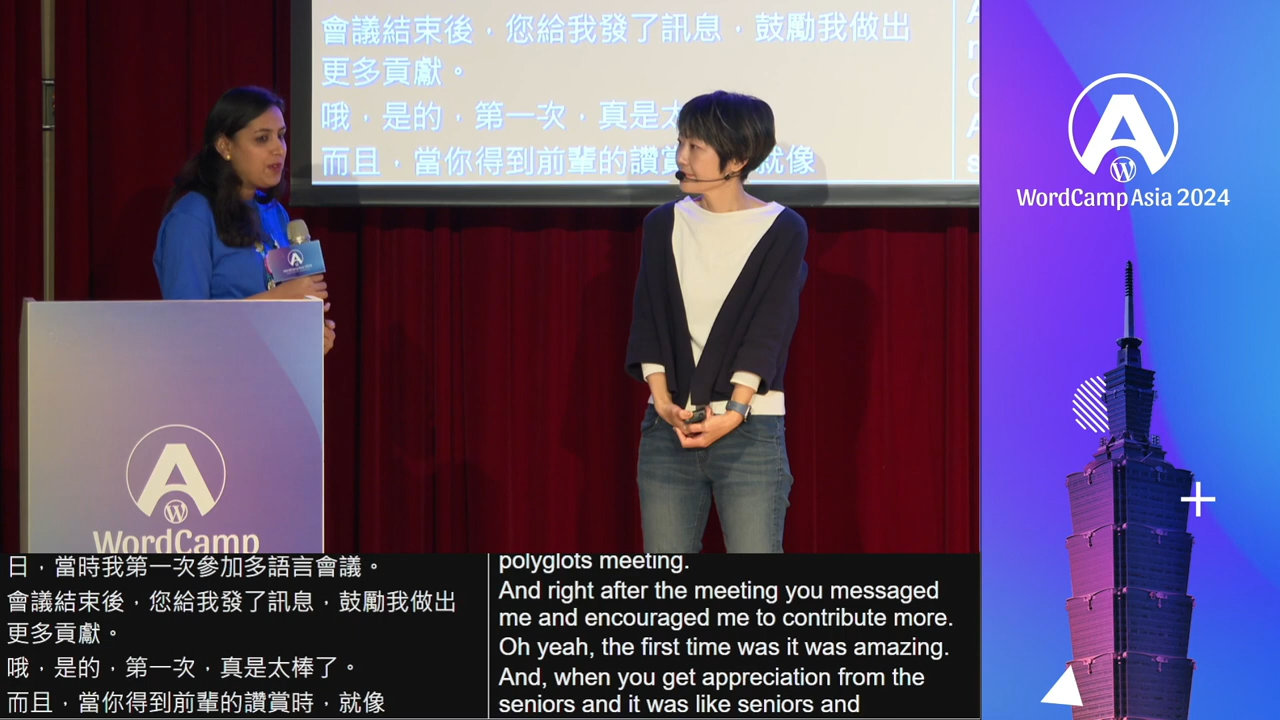 會議結束後，您給我發了訊息，鼓勵我做出
更多貢獻。
哦，是的，第一次，真是太
而且，當你得到前輩的讚賞 就像
WordCamp Asia 2024
WordCamp
日，當時我第一次參加多語言會議。
會議結束後，您給我發了訊息，鼓勵我做出
更多貢獻。
哦，是的，第一次，真是太棒了。
而且，當你得到前輩的讚賞時，就像
polyglots meeting.
And right after the meeting you messaged
me and encouraged me to contribute more.
Oh yeah, the first time was it was amazing.
And, when you get appreciation from the
seniors and it was like seniors and